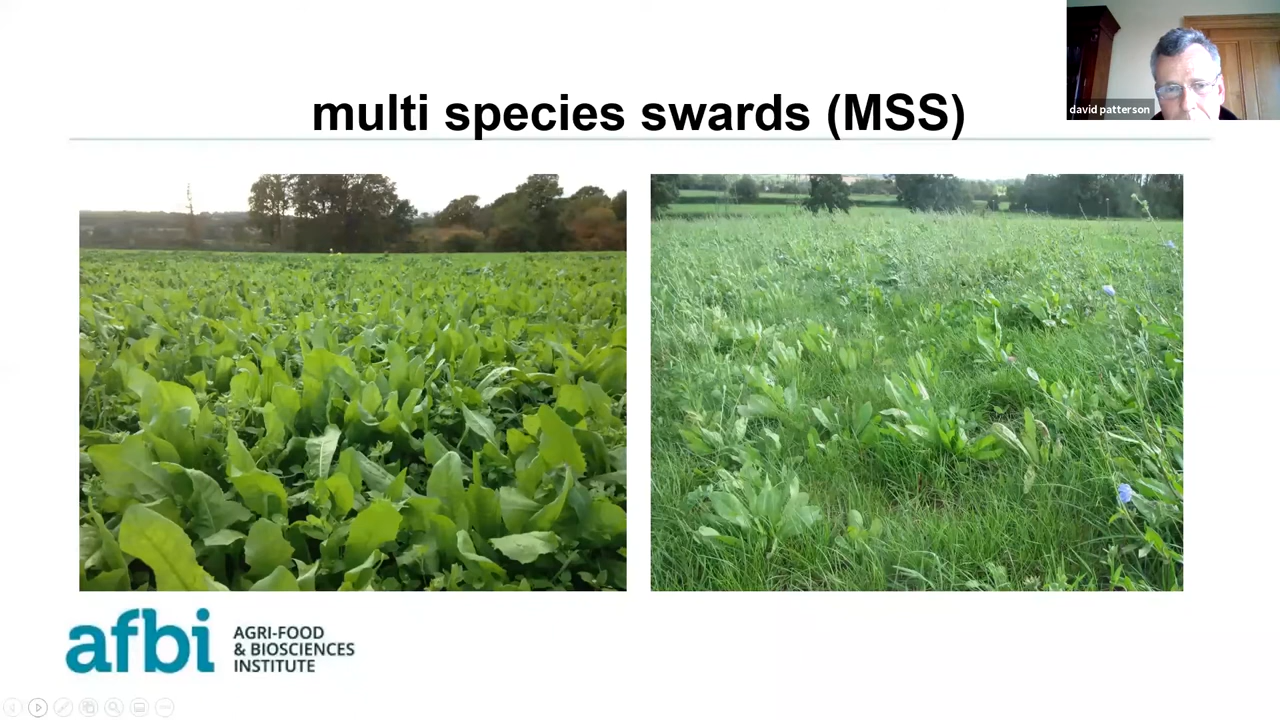 multi species swards (MSS)
david patterson
afbi
AGRI-FOOD
& BIOSCIENCES
INSTITUTE